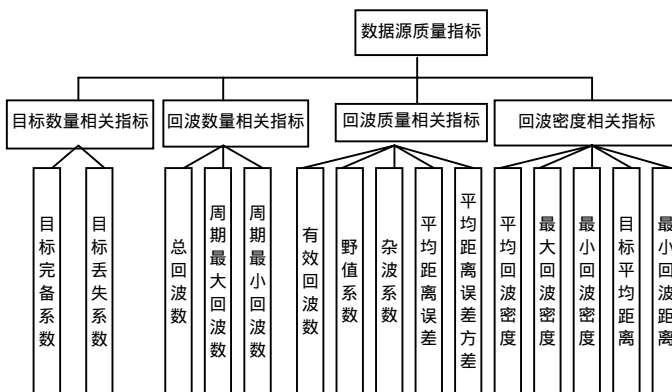 数据源质量指标
目标数量相关指标
回波数量相关指标
回波质量相关指标
回波密度相关指标
目标完备系数
目标丢失系数
总回波数
周期最大回波数
周期最小回波数
有效回波数
野值系数
杂波系数
平均距离误差
平均距离误差方差
平均回波密度
最大回波密度
最小回波密度
目标平均距离
最小回波距离